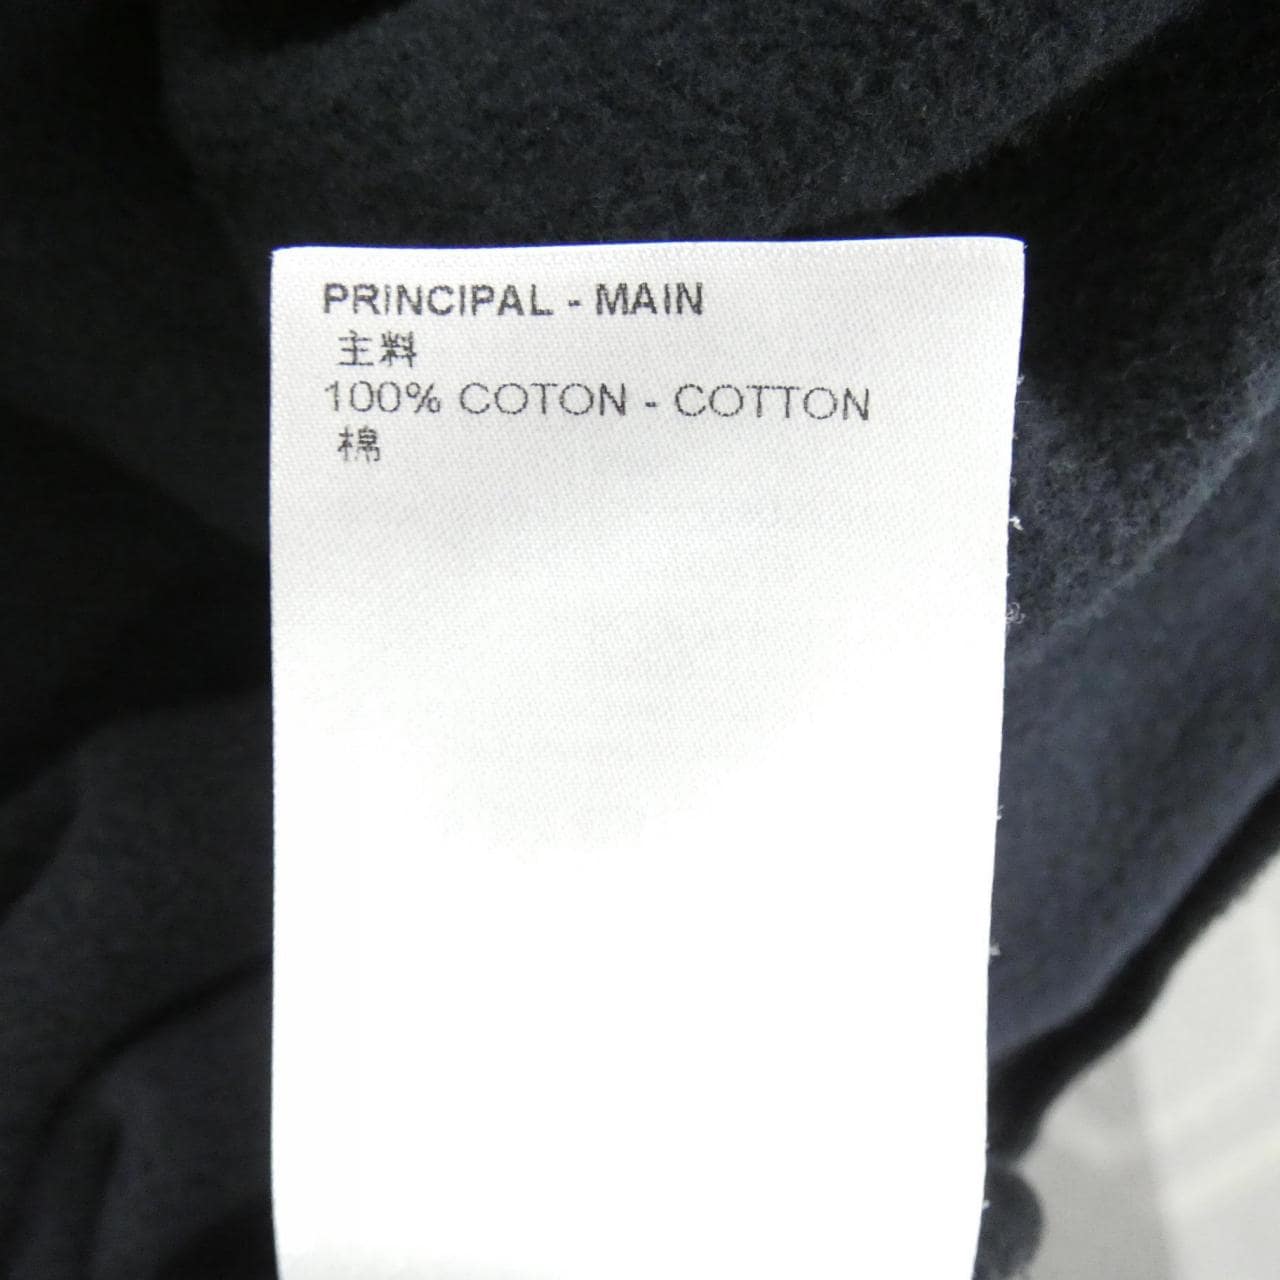 PRINCIPAL - MAIN
主料
100% COTON - COTTON
棉